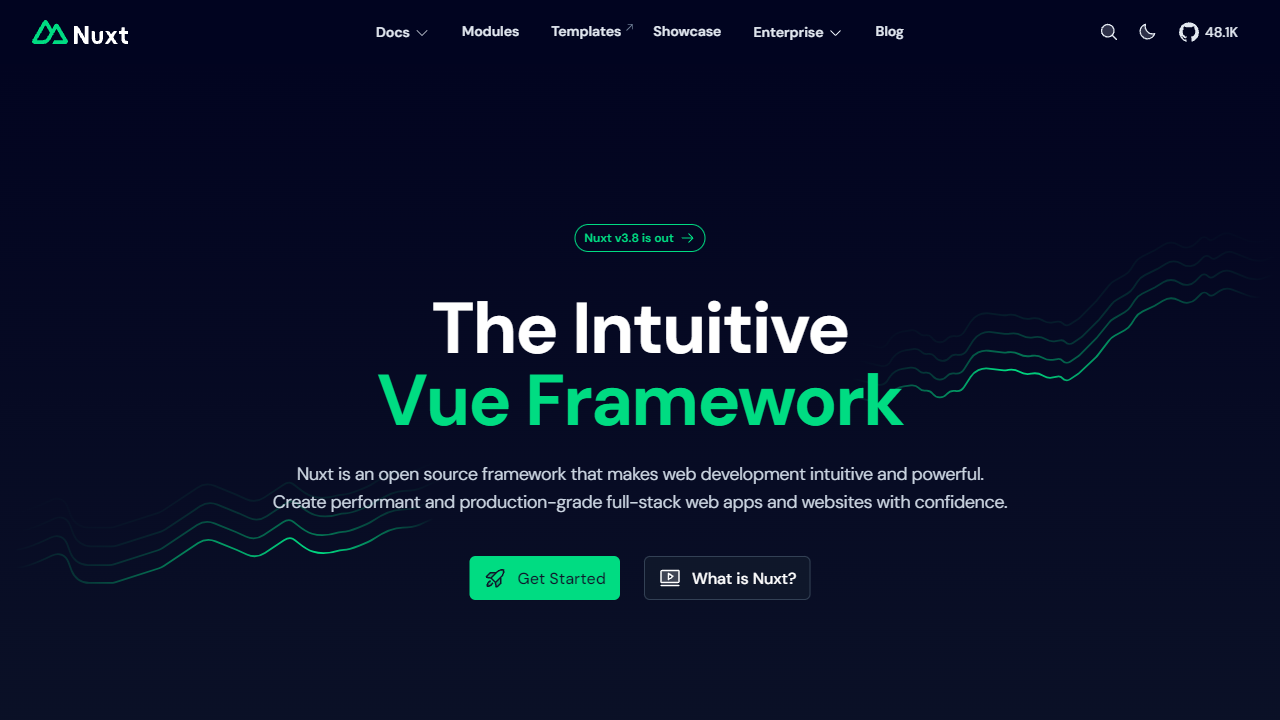 Nuxt
Docs
Modules
Templates
Showcase
Enterprise
Blog
48.1K
Nuxt v3.8 is out
The Intuitive
Vue Framework
Nuxt is an open source framework that makes web development intuitive and powerful.
Create performant and production-grade full-stack web apps and websites with confidence.
Get Started
What is Nuxt?